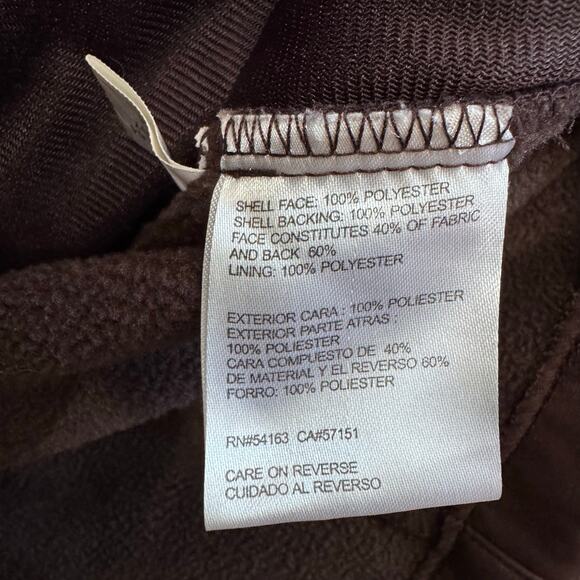 SHELL FACE: 100% POLYESTER
SHELL BACKING: 100% POLYESTER
FACE CONSTITUTES 40% OF FABRIC
AND BACK 60%
LINING: 100% POLYESTER
EXTERIOR CARA : 100% POLIESTER
EXTERIOR PARTE ATRAS :
100% POLIESTER
CARA COMPUESTO DE 40%
DE MATERIAL Y EL REVERSO 60%
FORRO: 100% POLIESTER
RN#54163 CA#57151
CARE ON REVERSE
CUIDADO AL REVERSO